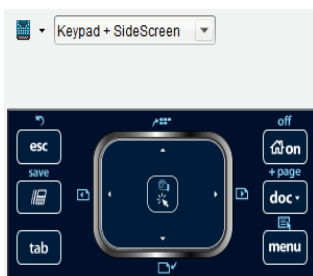 Keypad + SideScreen
off
esc
on
save
+ page
doc
tab
menu